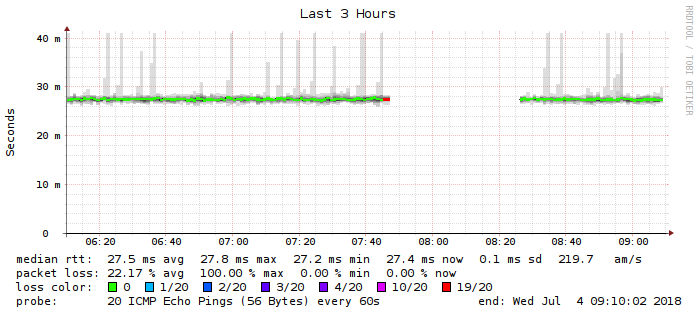 Last 3 Hours
RRDTOOL / TOBI OETIKER
Seconds
40 m
30 m
20 m
10 m
0
06:20 06:40 07:00 07:20 07:40 08:00 08:20 08:40 09:00
median rtt: 27.5 ms avg 27.8 ms max 27.2 ms min 27.4 ms now 0.1 ms sd 219.7 am/s
packet loss: 22.17 % avg 100.00 % max 0.00 % min 0.00 % now
loss color: 0 1/20 2/20 3/20 4/20 10/20 19/20
probe: 20 ICMP Echo Pings (56 Bytes) every 60s end: Wed Jul 4 09:10:02 2018